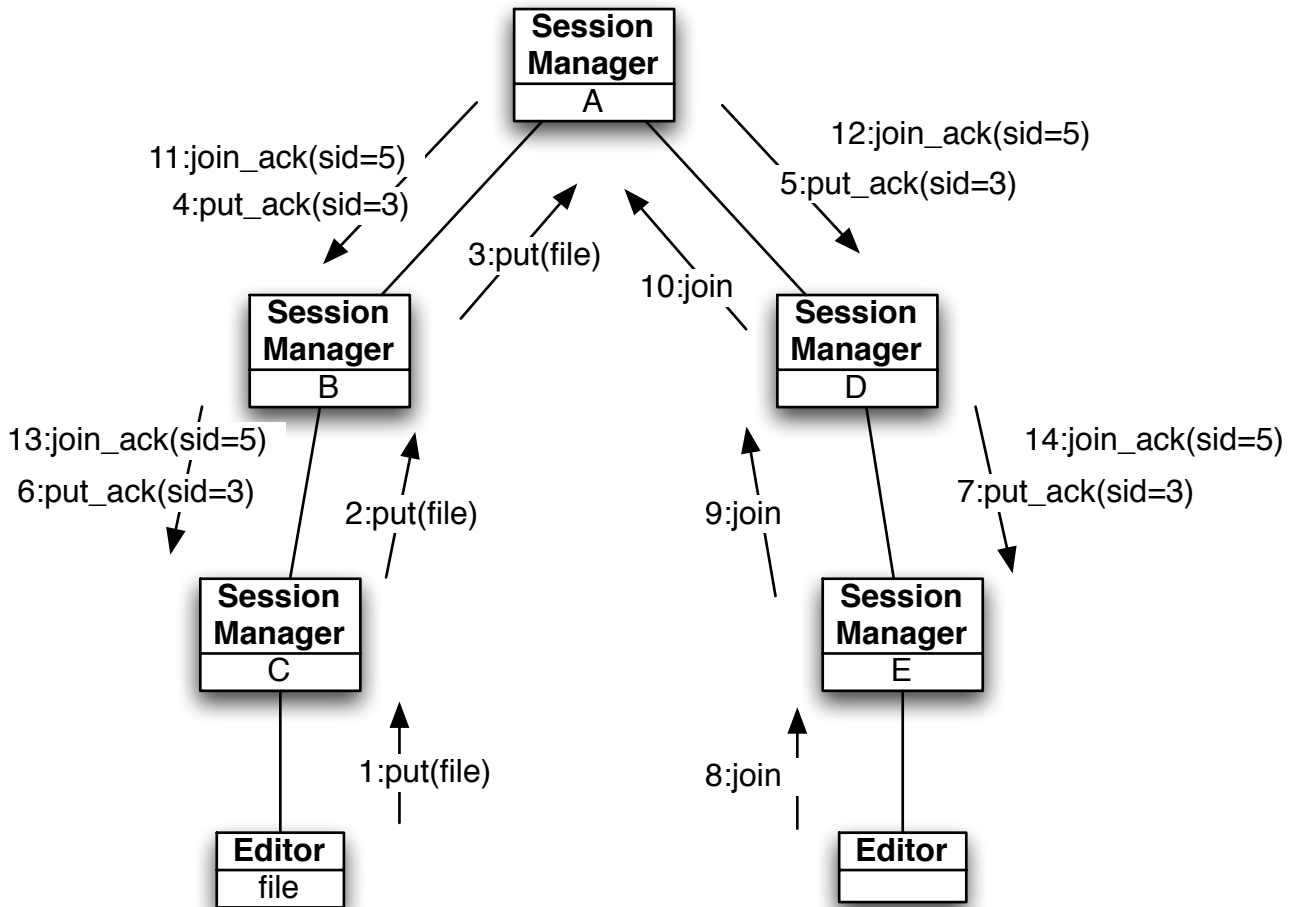 Session
Manager
A
11:join_ack(sid=5)
12:join_ack(sid=5)
4:put_ack(sid=3)
5:put_ack(sid=3)
3:put(file)
10:join
Session
Manager
B
Session
Manager
D
13:join_ack(sid=5)
14:join_ack(sid=5)
6:put_ack(sid=3)
2:put(file)
9:join
7:put_ack(sid=3)
Session
Manager
C
Session
Manager
E
1:put(file)
8:join
Editor
file
Editor